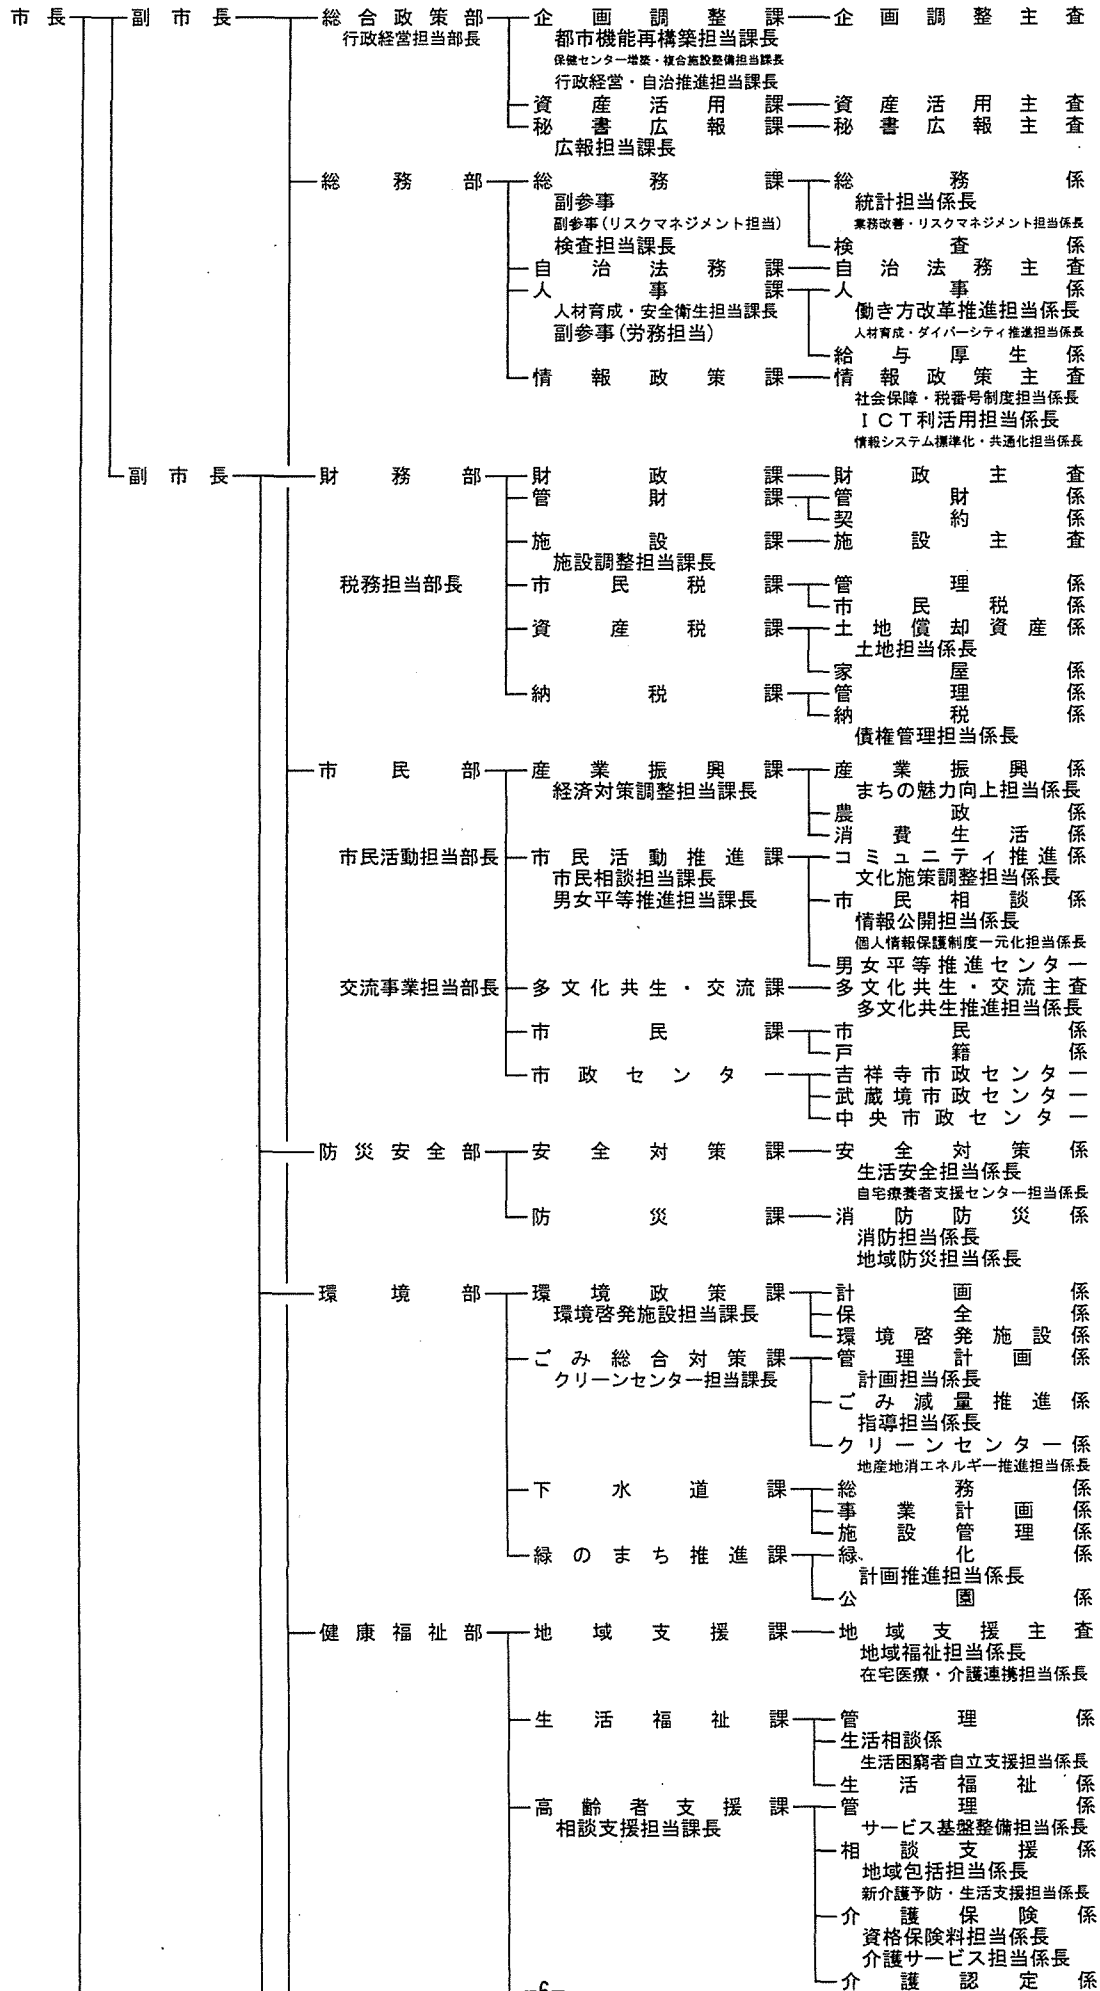 市長 副市長 総合政策部 企画調整課 企画調整主査
行政経営担当部長 都市機能再構築担当課長
保健センター増築・複合施設整備担当課長
行政経営・自治推進担当課長
資産活用課 資産活用主査
秘書広報課 秘書広報主査
広報担当課長
総務部 総務課 総務係
副参事 統計担当係長
副参事(リスクマネジメント担当) 業務改善・リスクマネジメント担当係長
検査担当課長 検査係
自治法務課 自治法務主査
人事課 人事係
人材育成・安全衛生担当課長 働き方改革推進担当係長
副参事(労務担当) 人材育成・ダイバーシティ推進担当係長
給与厚生係
情報政策課 情報政策主査
社会保障・税番号制度担当係長
ICT利活用担当係長
情報システム標準化・共通化担当係長
副市長 財務部 財政課 財政主査
管財課 管財係
契約係
施設課 施設主査
施設調整担当課長
税務担当部長 市民税課 管理係
市民税係
資産税課 土地償却資産係
土地担当係長
家屋係
納税課 管理係
納税係
債権管理担当係長
市民部 産業振興課 産業振興係
経済対策調整担当課長 まちの魅力向上担当係長
農政係
消費生活係
市民活動担当部長 市民活動推進課 コミュニティ推進係
市民相談担当課長 文化施策調整担当係長
男女平等推進担当課長 市民相談係
情報公開担当係長
個人情報保護制度一元化担当係長
男女平等推進センター
交流事業担当部長 多文化共生・交流課 多文化共生・交流主査
多文化共生推進担当係長
市民課 市民係
戸籍係
市政センター 吉祥寺市政センター
武蔵境市政センター
中央市政センター
防災安全部 安全対策課 安全対策係
生活安全担当係長
自宅療養者支援センター担当係長
防災課 消防防災係
消防担当係長
地域防災担当係長
環境部 環境政策課 計画係
環境啓発施設担当課長 保全係
環境啓発施設係
ごみ総合対策課 管理計画係
クリーンセンター担当課長 計画担当係長
ごみ減量推進係
指導担当係長
クリーンセンター係
地産地消エネルギー推進担当係長
下水道課 総務係
事業計画係
施設管理係
緑のまち推進課 緑化係
計画推進担当係長
公園係
健康福祉部 地域支援課 地域支援主査
地域福祉担当係長
在宅医療・介護連携担当係長
生活福祉課 管理係
生活相談係
生活困窮者自立支援担当係長
生活福祉係
高齢者支援課 管理係
相談支援担当課長 サービス基盤整備担当係長
相談支援係
地域包括担当係長
新介護予防・生活支援担当係長
介護保険係
資格保険料担当係長
介護サービス担当係長
介護認定係
-6-